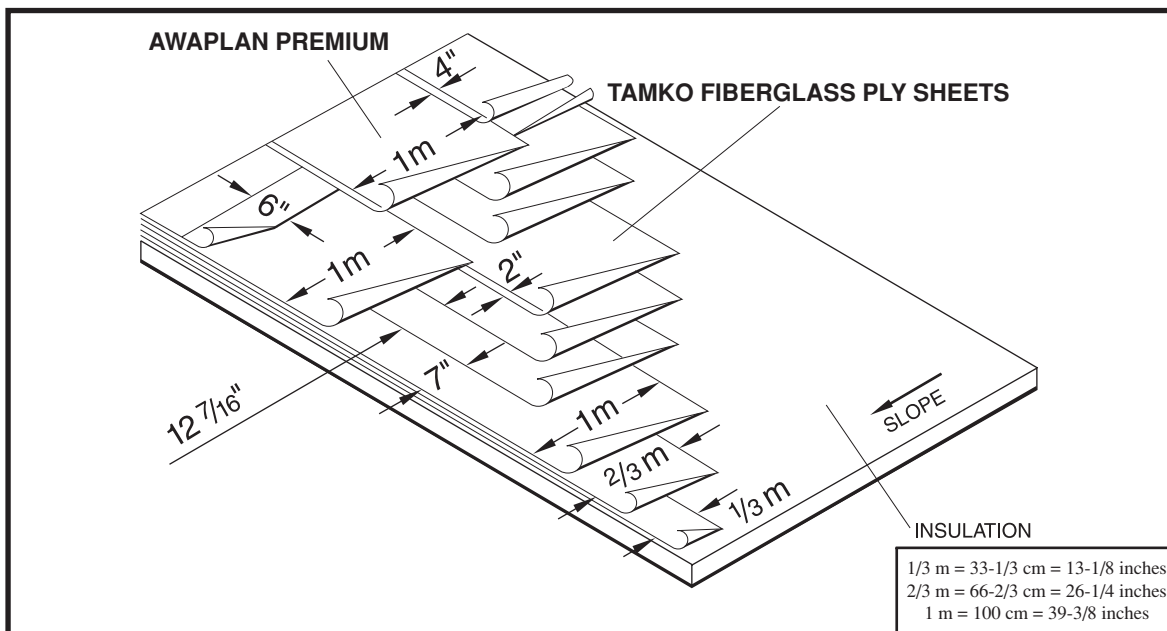 AWAPLAN PREMIUM
4"
TAMKO FIBERGLASS PLY SHEETS
1m
6"
1m
2"
12 7/16"
7"
1m
SLOPE
2/3 m
1/3 m
INSULATION
1/3 m = 33-1/3 cm = 13-1/8 inches
2/3 m = 66-2/3 cm = 26-1/4 inches
1 m = 100 cm = 39-3/8 inches